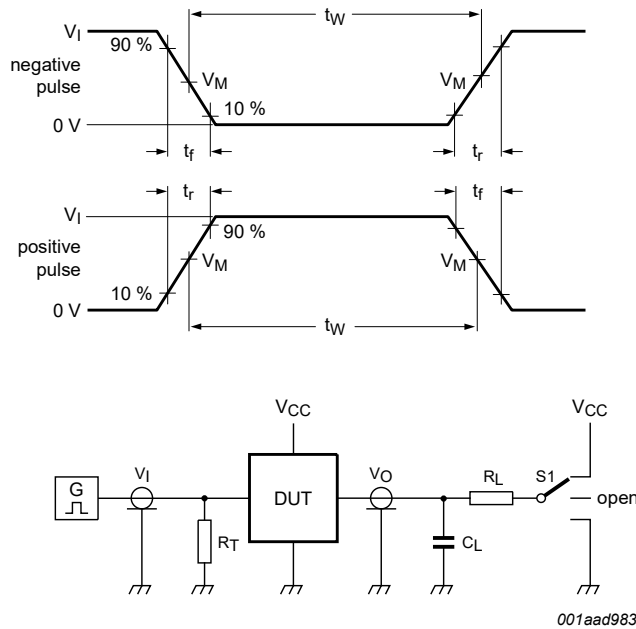 tW
VI
90 %
negative
pulse
VM
VM
10 %
0 V
tf
tr
tr
tf
VI
90 %
positive
pulse
VM
VM
10 %
0 V
tW
VCC
VCC
G
VI
DUT
VO
RL
S1
open
RT
CL
001aad983